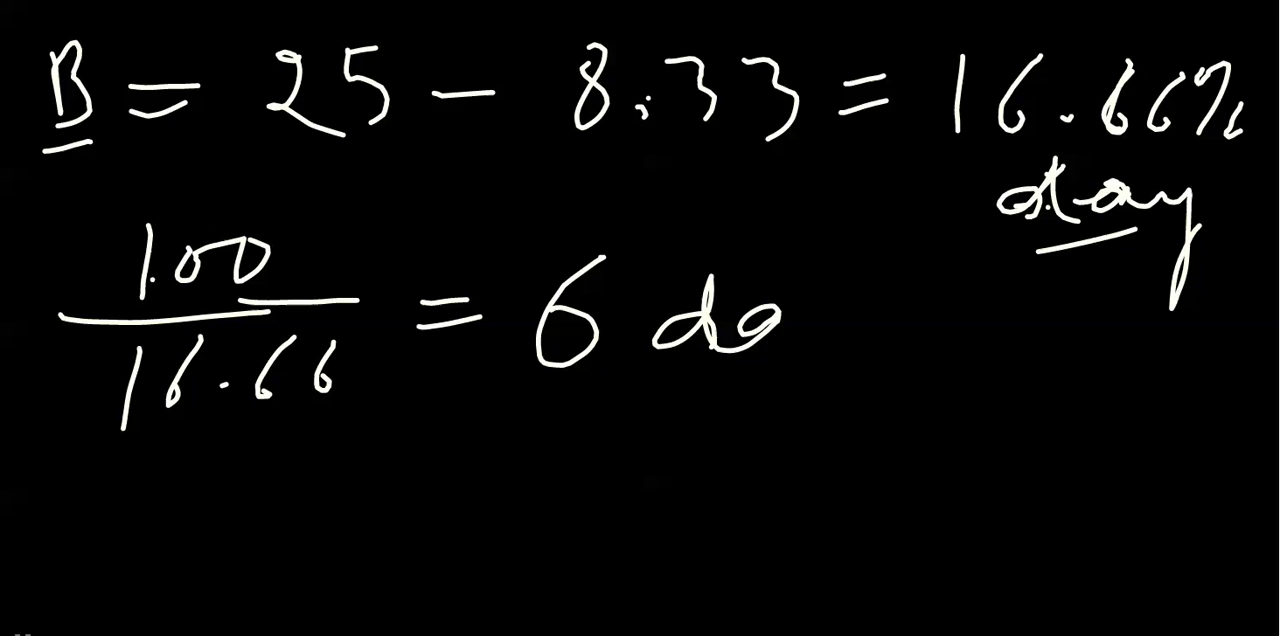 B = 25 - 8.33 = 16.66%
day
100
16.66 = 6 da